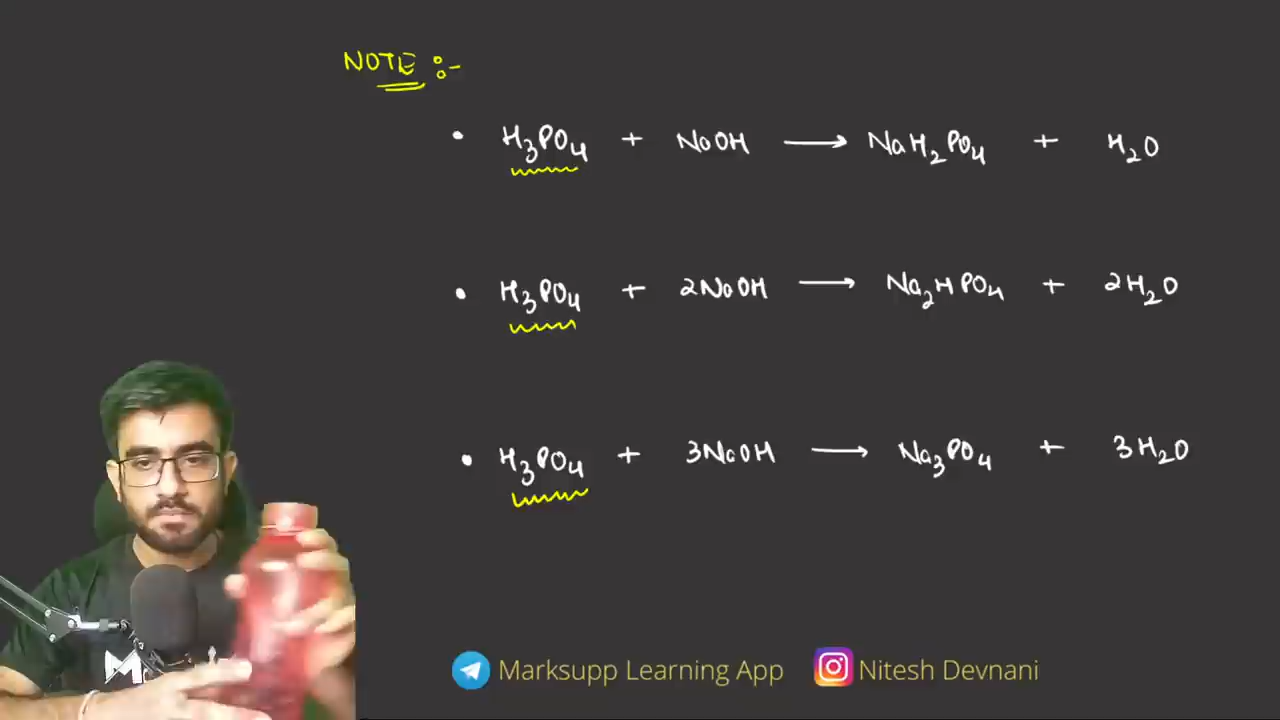 NOTE :-
• H₃PO₄ + NaOH ⟶ NaH₂PO₄ + H₂O
• H₃PO₄ + 2NaOH ⟶ Na₂HPO₄ + 2H₂O
• H₃PO₄ + 3NaOH ⟶ Na₃PO₄ + 3H₂O
M
Marksupp Learning App
Nitesh Devnani